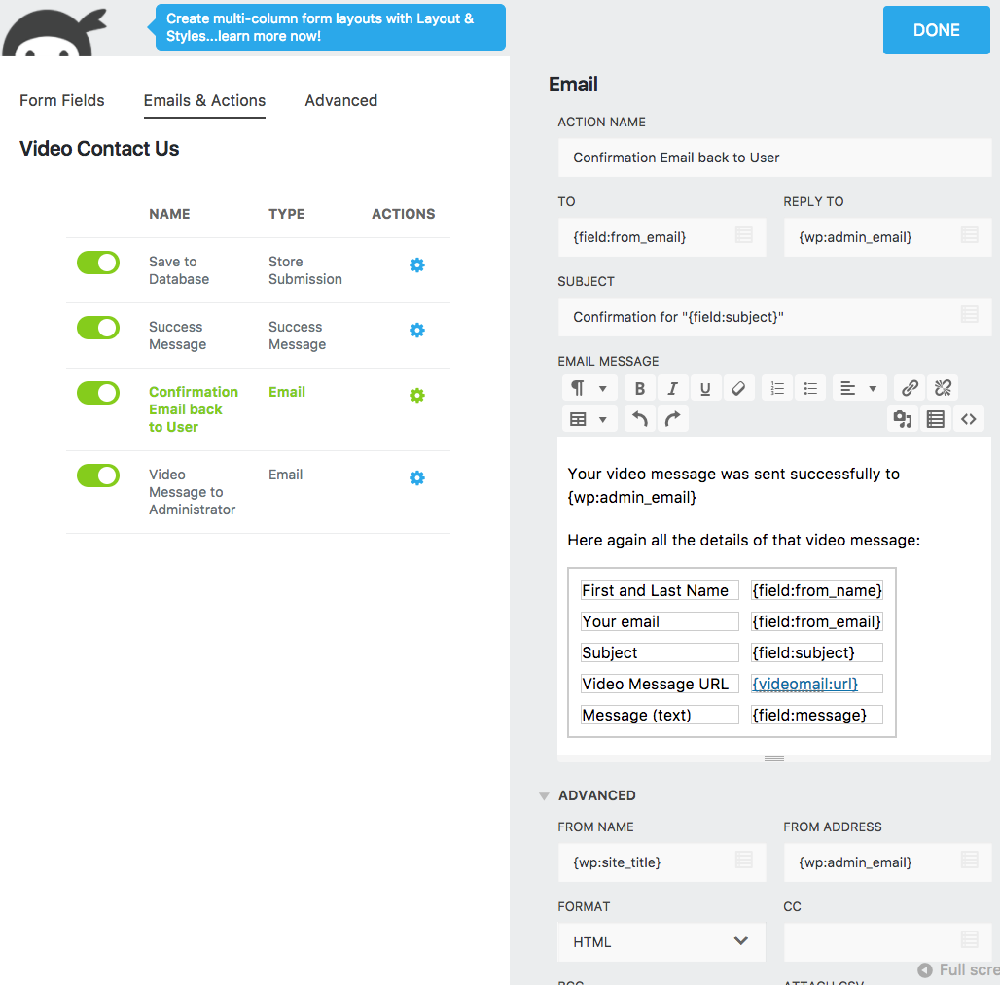 Create multi-column form layouts with Layout &
Styles...learn more now!
DONE
Form Fields
Emails & Actions
Advanced
Video Contact Us
NAME
TYPE
ACTIONS
Save to
Database
Store
Submission
Success
Message
Success
Message
Confirmation
Email back
to User
Email
Video
Message to
Administrator
Email
Email
ACTION NAME
Confirmation Email back to User
TO
REPLY TO
{field:from_email}
{wp:admin_email}
SUBJECT
Confirmation for "{field:subject}"
EMAIL MESSAGE
Your video message was sent successfully to
{wp:admin_email}
Here again all the details of that video message:
First and Last Name {field:from_name}
Your email {field:from_email}
Subject {field:subject}
Video Message URL {videomail:url}
Message (text) {field:message}
ADVANCED
FROM NAME
FROM ADDRESS
{wp:site_title}
{wp:admin_email}
FORMAT
CC
HTML
Full scre